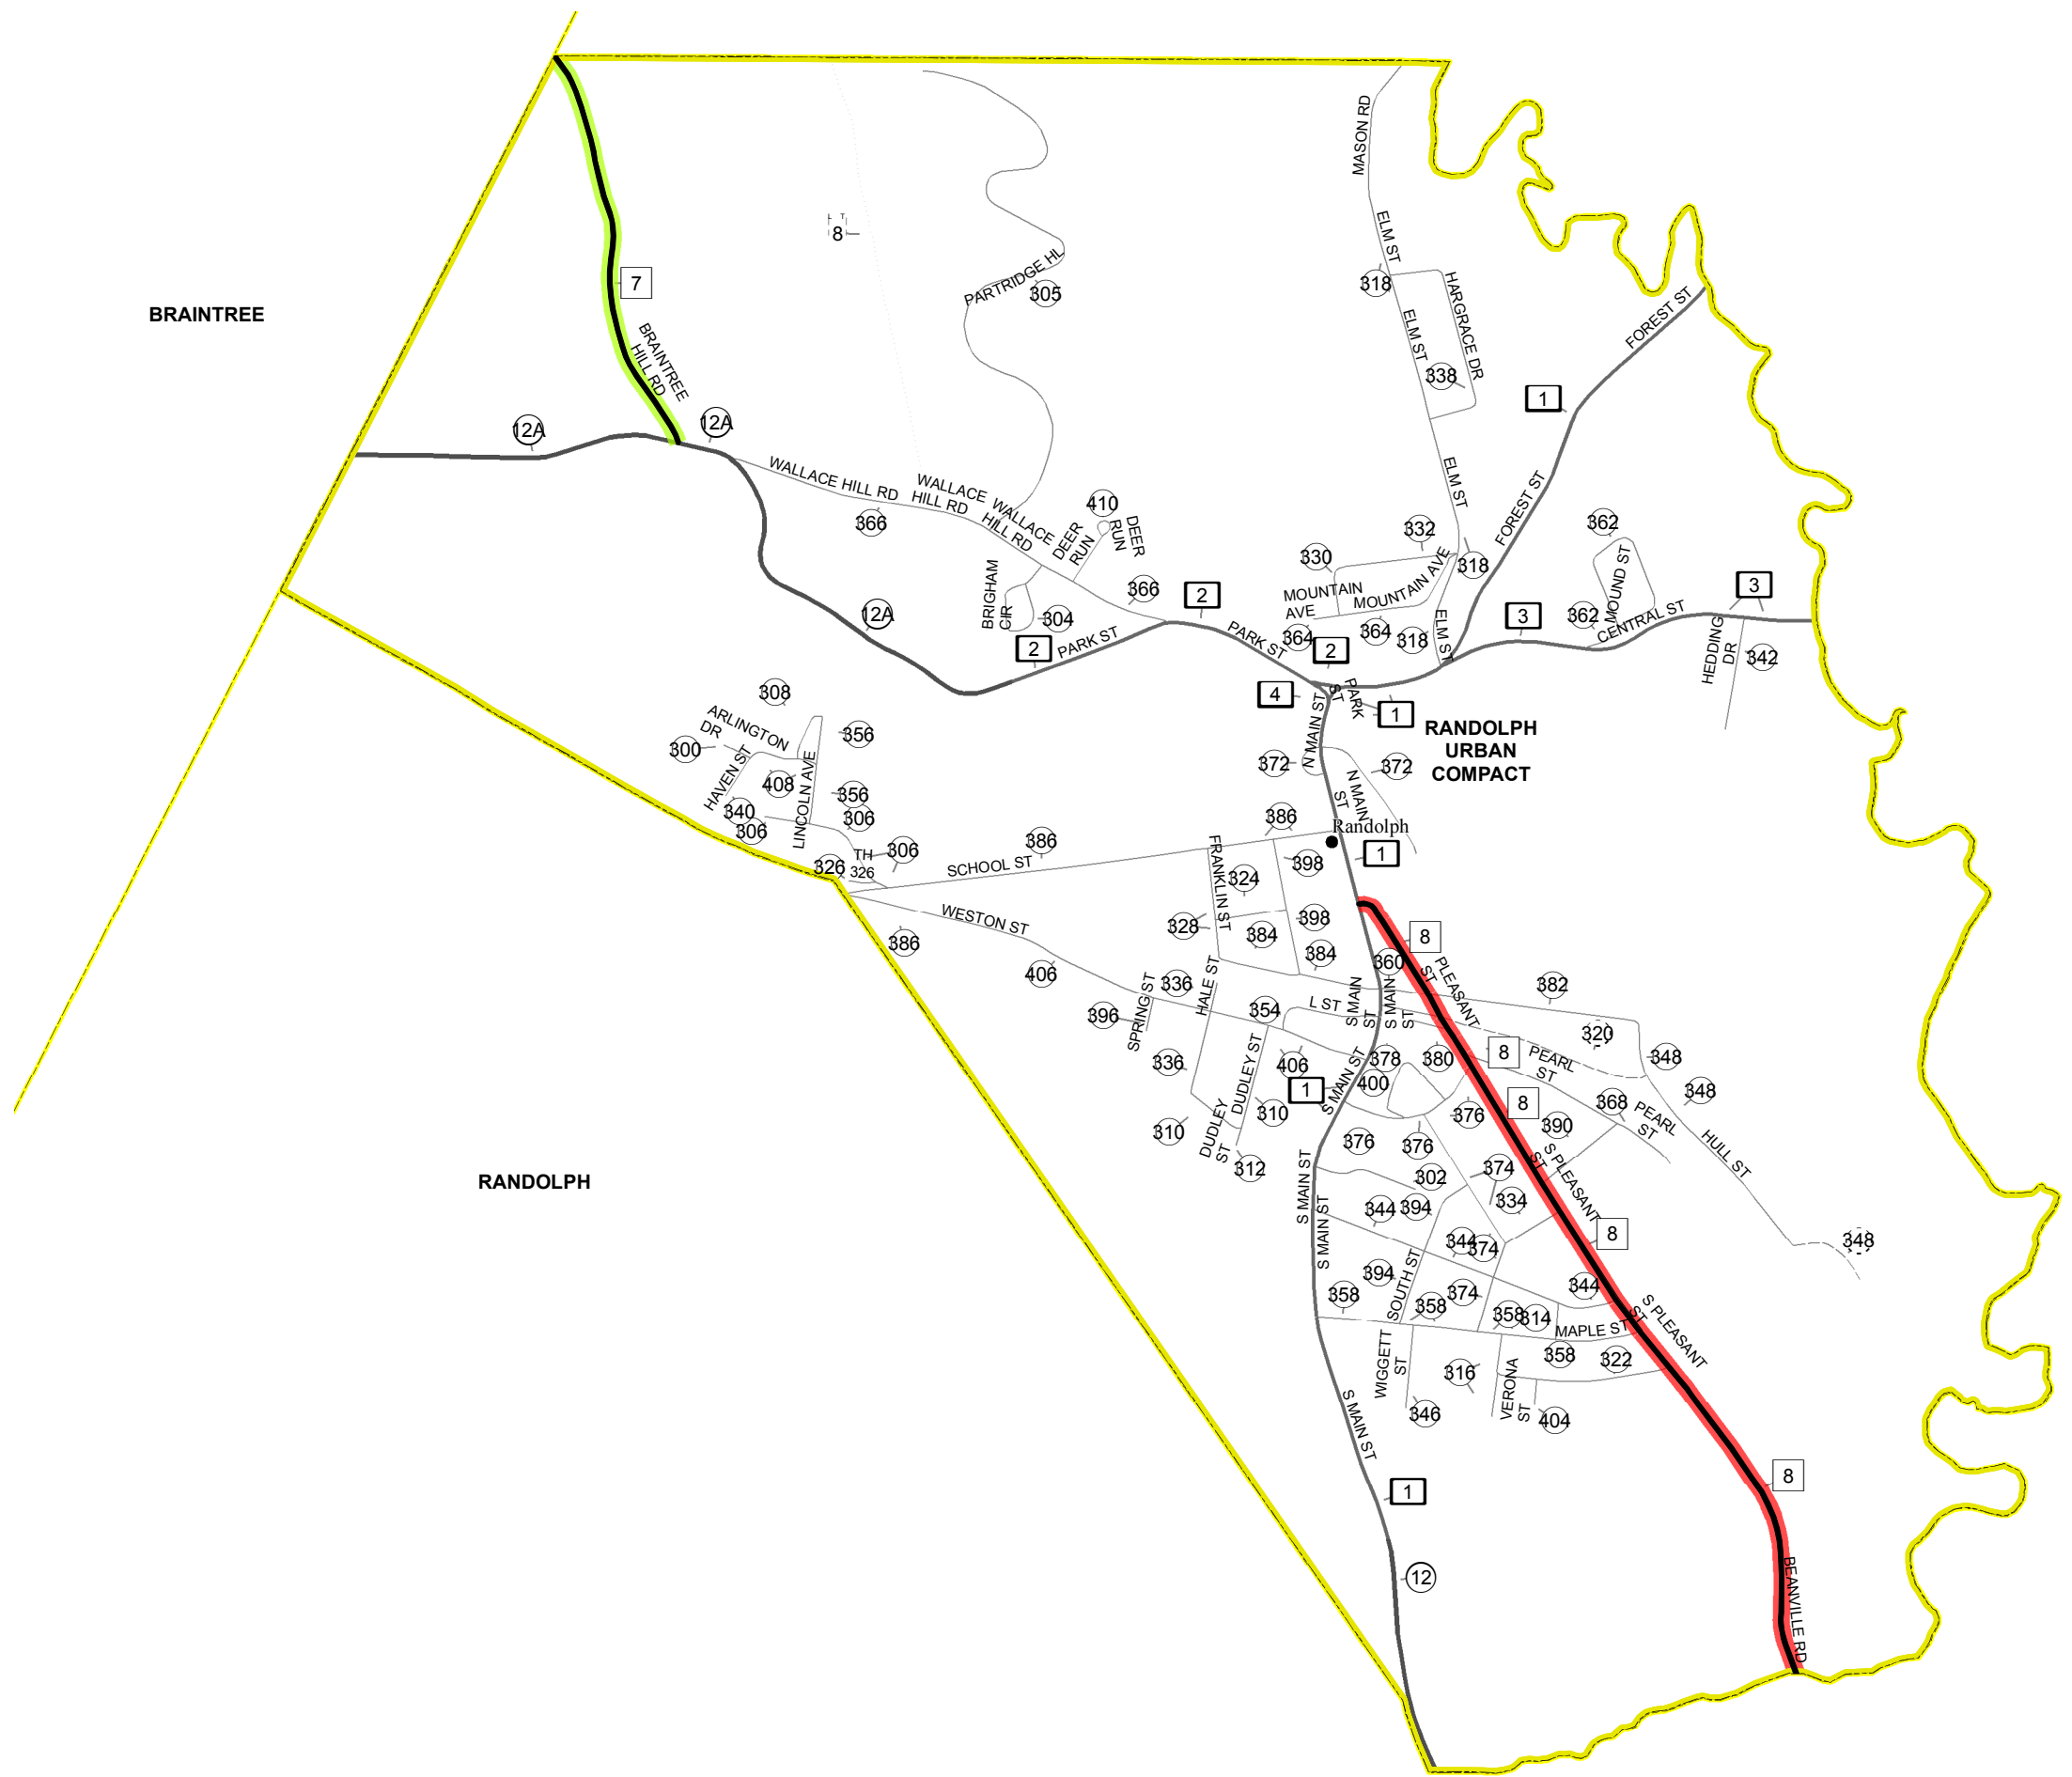 MASON RD
ELM ST
T
8
7
BRAINTREE
PARTRIDGE HL
305
318
HARGRACE DR
FOREST ST
ELM ST
BRAINTREE
HILL RD
338
1
12A
12A
WALLACE HILL RD
WALLACE
HILL RD
WALLACE
HILL RD
366
410
DEER
RUN
DEER
RUN
ELM ST
FOREST ST
332
362
330
318
MOUNTAIN
AVE
MOUNTAIN AVE
MOUND ST
BRIGHAM
CIR
304
366
2
12A
364
364
318
ELM ST
3
362
CENTRAL ST
3
2
PARK ST
PARK ST
2
HEDDING
DR
342
308
4
PARK
ST
1
N MAIN ST
RANDOLPH
URBAN
COMPACT
ARLINGTON
DR
300
356
HAVEN ST
408
LINCOLN AVE
372
372
N MAIN
ST
356
340
306
306
386
Randolph
386
326
TH
326
306
SCHOOL ST
FRANKLIN ST
324
398
1
WESTON ST
328
398
384
384
386
8
360
PLEASANT
ST
406
336
HALE ST
SPRING ST
396
354
L ST
S MAIN
ST
S MAIN
ST
382
320
348
336
DUDLEY ST
406
378
380
8
PEARL
ST
400
1
S MAIN ST
348
310
310
DUDLEY
ST
312
376
376
376
8
390
368
PEARL
ST
HULL ST
S PLEASANT
ST
RANDOLPH
S MAIN ST
S MAIN ST
302
374
334
344
394
8
348
344
374
394
SOUTH ST
358
358
374
358
314
344
MAPLE ST
S PLEASANT
ST
WIGGETT
ST
316
358
322
VERONA
ST
346
404
S MAIN ST
1
8
12
BEANVILLE RD